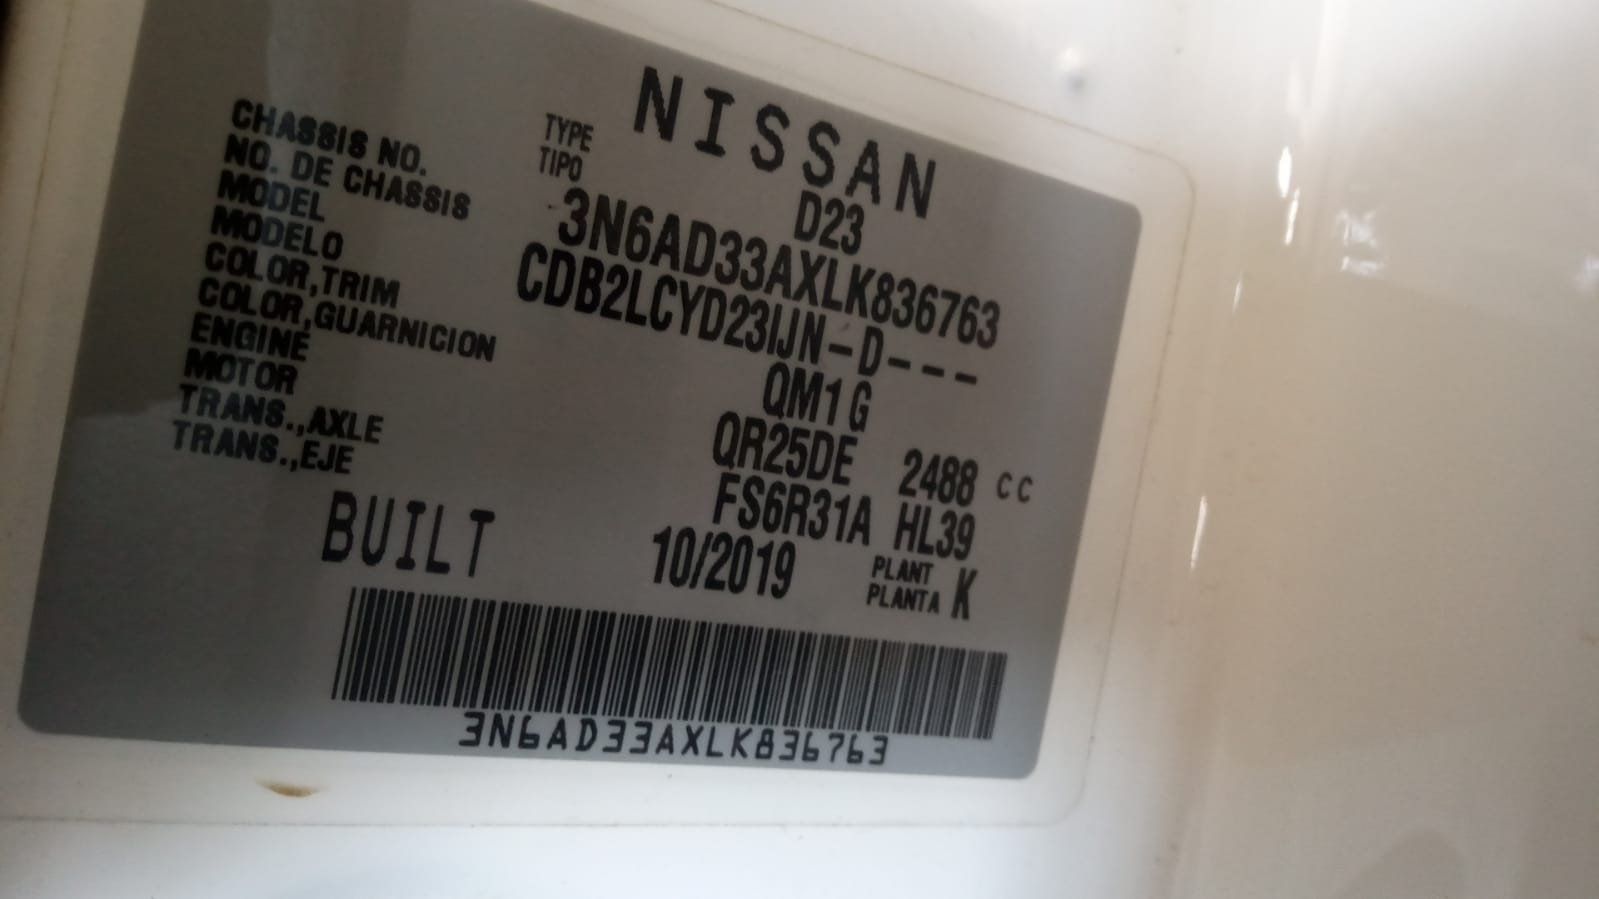 NISSAN
TYPE D23
TIPO
CHASSIS NO. 3N6AD33AXLK836763
NO. DE CHASSIS
MODEL CDB2LCYD23IJN-D---
MODELO
COLOR,TRIM QM1 G
COLOR,GUARNICION
ENGINE QR25DE 2488 CC
MOTOR
TRANS.,AXLE FS6R31A HL39
TRANS.,EJE
BUILT 10/2019 PLANT K
PLANTA
3N6AD33AXLK836763